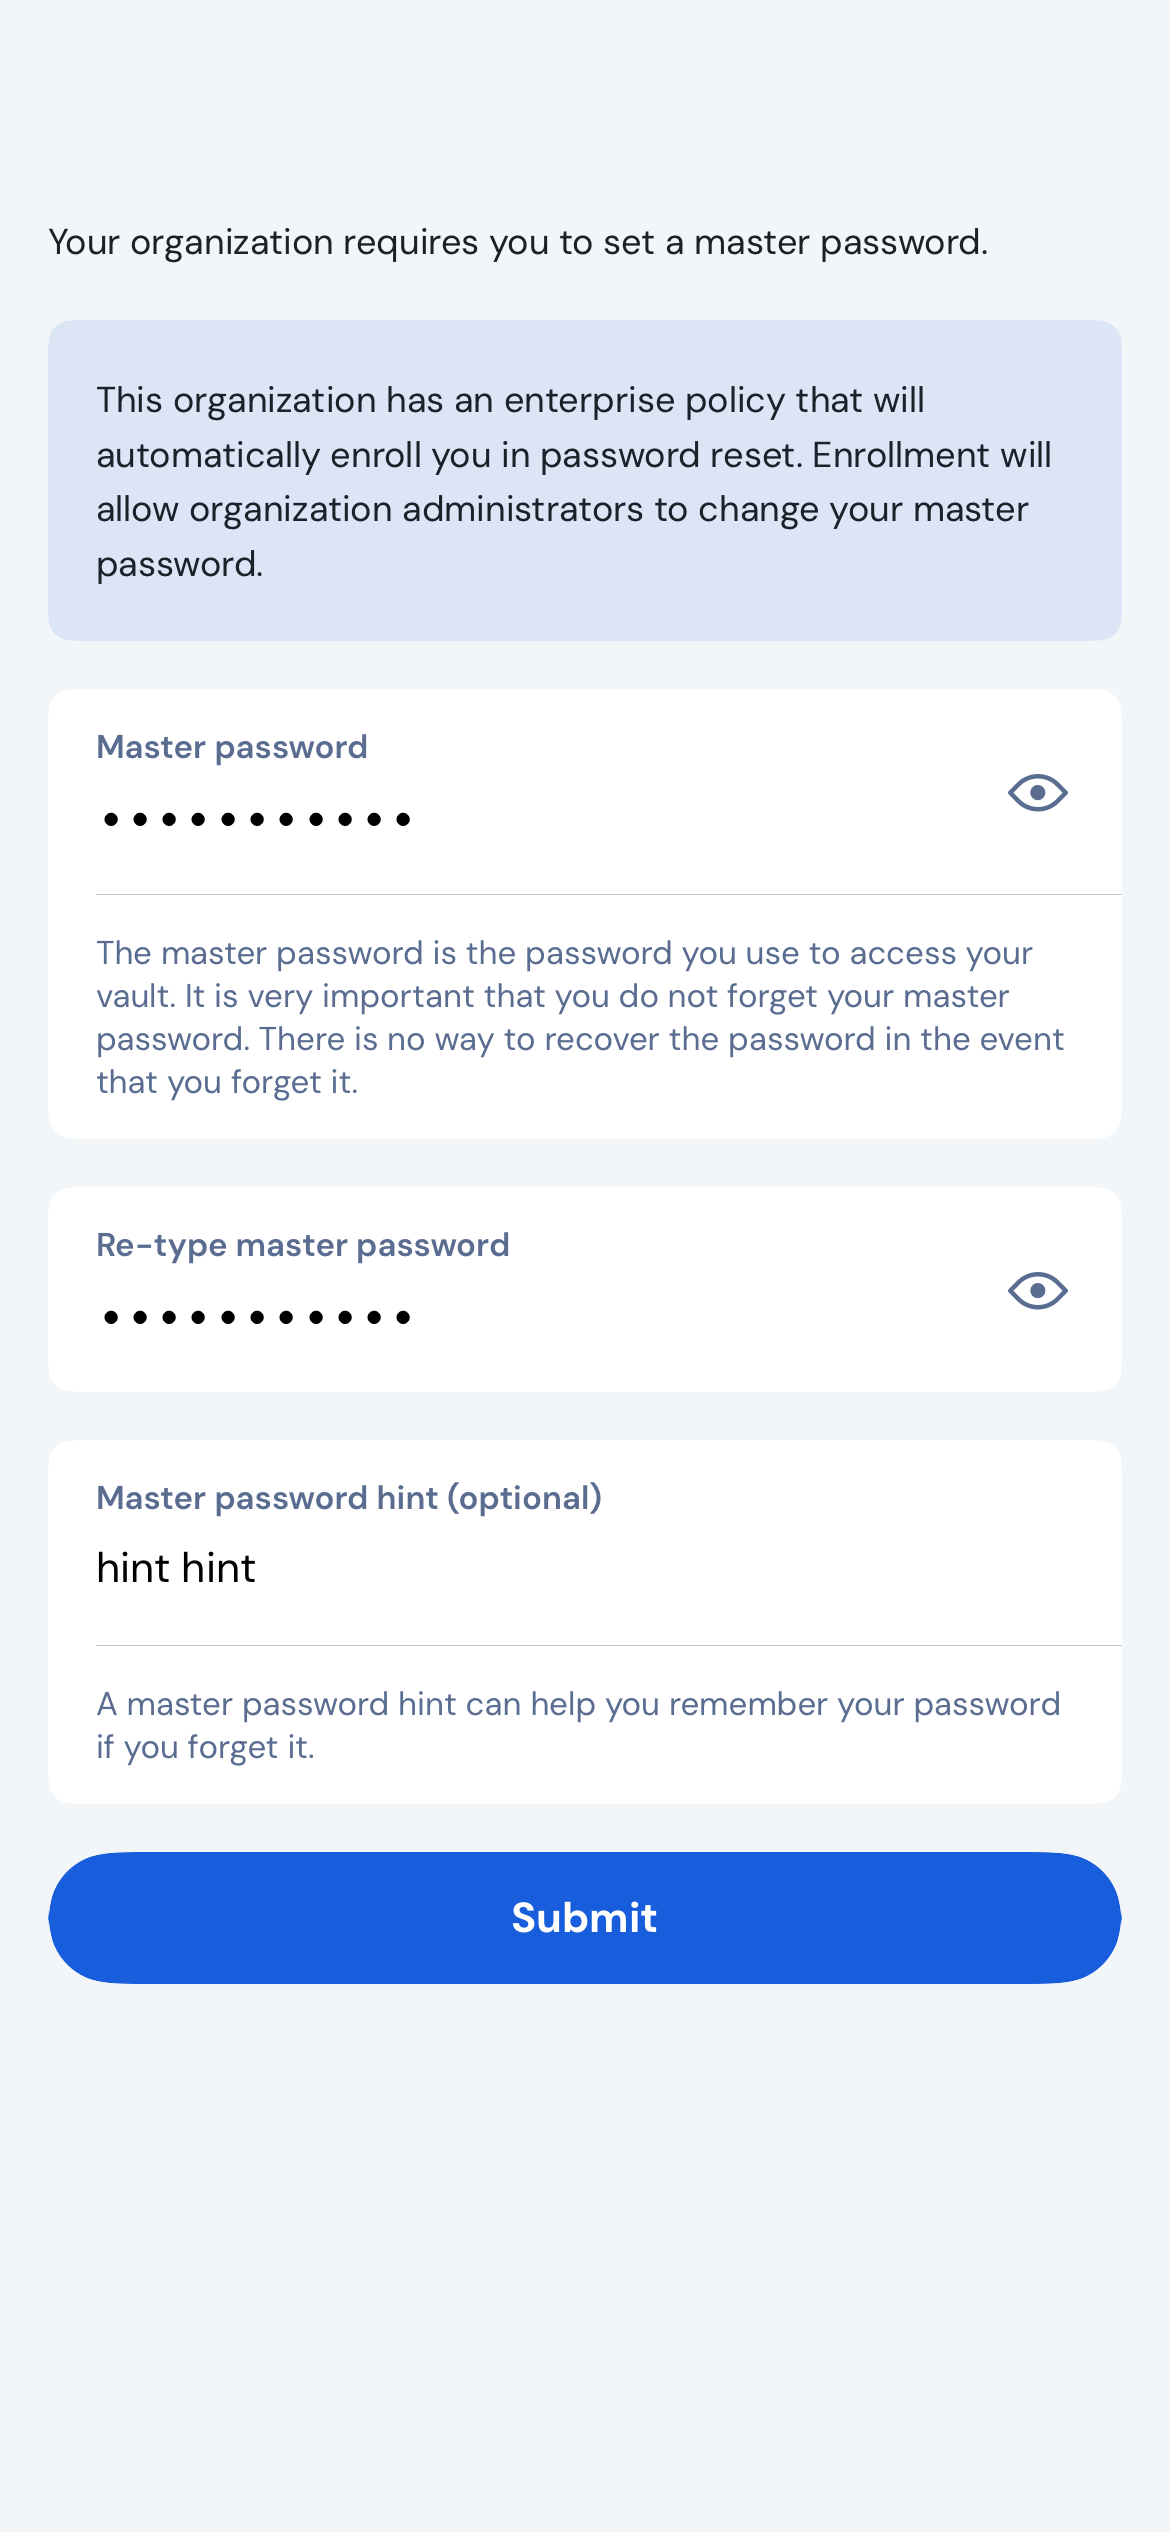 Your organization requires you to set a master password.
This organization has an enterprise policy that will
automatically enroll you in password reset. Enrollment will
allow organization administrators to change your master
password.
Master password
•••••••••••
The master password is the password you use to access your
vault. It is very important that you do not forget your master
password. There is no way to recover the password in the event
that you forget it.
Re-type master password
•••••••••••
Master password hint (optional)
hint hint
A master password hint can help you remember your password
if you forget it.
Submit